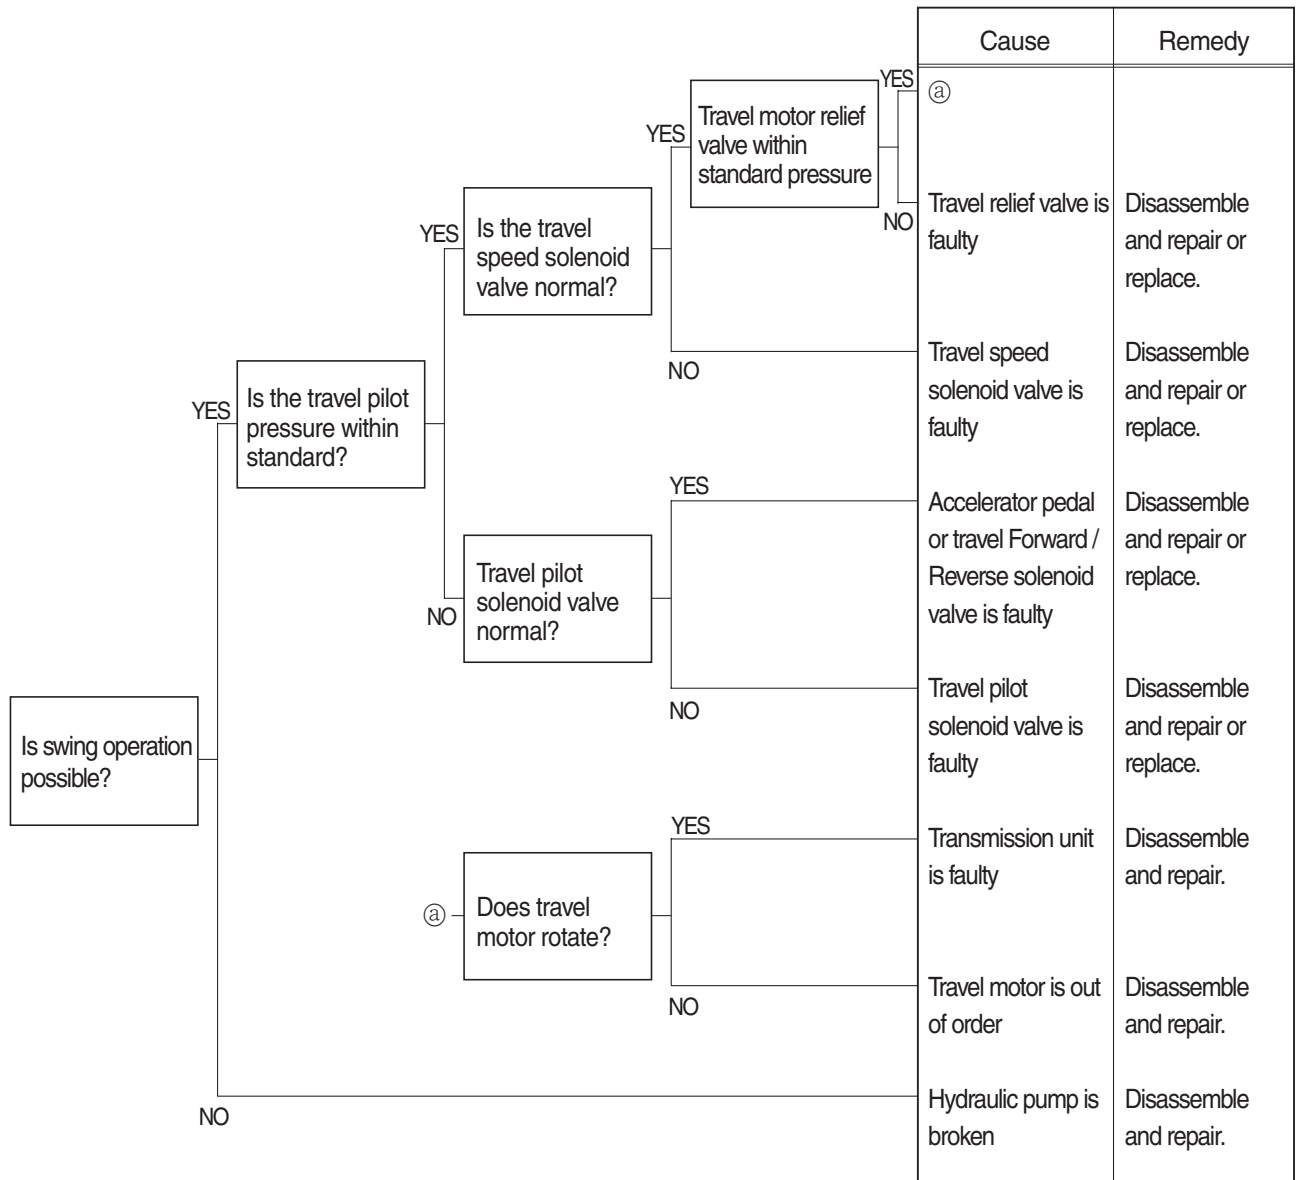 Cause
Remedy
YES
ⓐ
Travel motor relief
valve within
standard pressure
YES
NO
Travel relief valve is
faulty
Disassemble
and repair or
replace.
Is the travel
speed solenoid
valve normal?
YES
NO
Travel speed
solenoid valve is
faulty
Disassemble
and repair or
replace.
Is the travel pilot
pressure within
standard?
YES
YES
Accelerator pedal
or travel Forward /
Reverse solenoid
valve is faulty
Disassemble
and repair or
replace.
Travel pilot
solenoid valve
normal?
NO
NO
Travel pilot
solenoid valve is
faulty
Disassemble
and repair or
replace.
Is swing operation
possible?
YES
Transmission unit
is faulty
Disassemble
and repair.
ⓐ
Does travel
motor rotate?
NO
Travel motor is out
of order
Disassemble
and repair.
NO
Hydraulic pump is
broken
Disassemble
and repair.